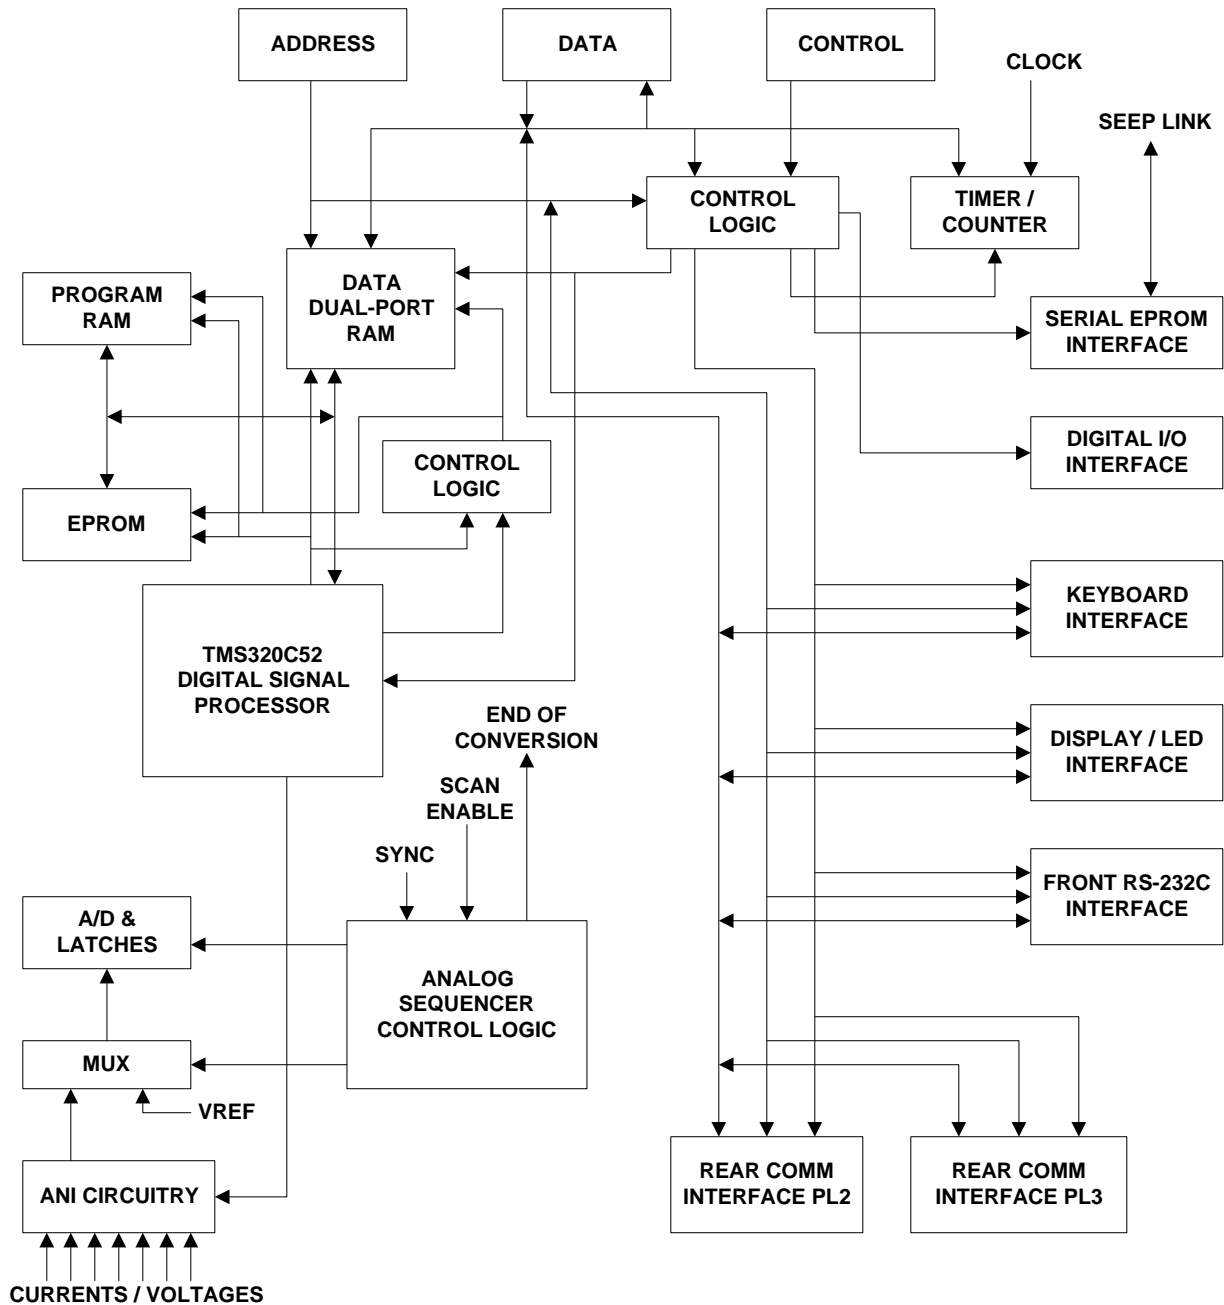 ADDRESS
DATA
CONTROL
CLOCK
SEEP LINK
CONTROL
LOGIC
TIMER /
COUNTER
DATA
DUAL-PORT
RAM
PROGRAM
RAM
SERIAL EPROM
INTERFACE
DIGITAL I/O
INTERFACE
CONTROL
LOGIC
EPROM
KEYBOARD
INTERFACE
TMS320C52
DIGITAL SIGNAL
PROCESSOR
END OF
CONVERSION
DISPLAY / LED
INTERFACE
SCAN
ENABLE
SYNC
FRONT RS-232C
INTERFACE
A/D &
LATCHES
ANALOG
SEQUENCER
CONTROL LOGIC
MUX
VREF
ANI CIRCUITRY
REAR COMM
INTERFACE PL2
REAR COMM
INTERFACE PL3
CURRENTS / VOLTAGES